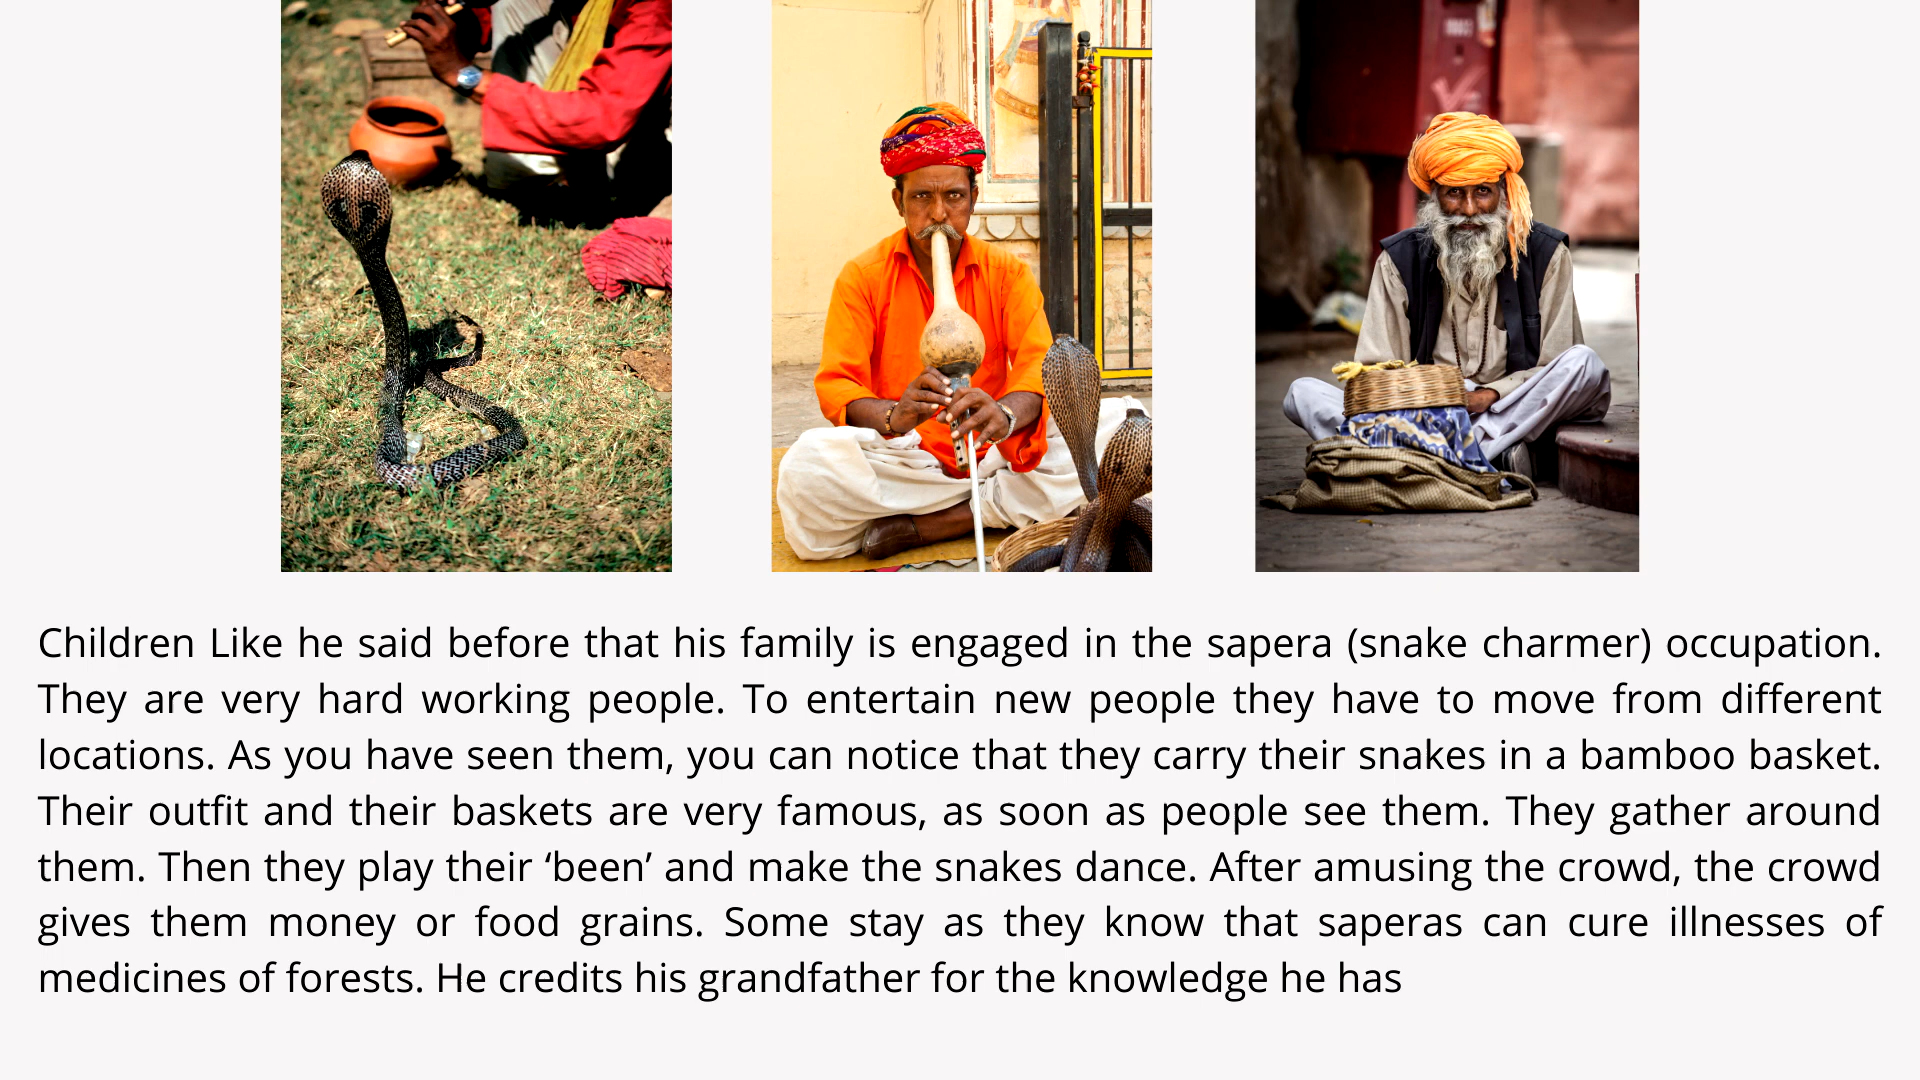 Children Like he said before that his family is engaged in the sapera (snake charmer) occupation.
They are very hard working people. To entertain new people they have to move from different
locations. As you have seen them, you can notice that they carry their snakes in a bamboo basket.
Their outfit and their baskets are very famous, as soon as people see them. They gather around
them. Then they play their ‘been’ and make the snakes dance. After amusing the crowd, the crowd
gives them money or food grains. Some stay as they know that saperas can cure illnesses of
medicines of forests. He credits his grandfather for the knowledge he has